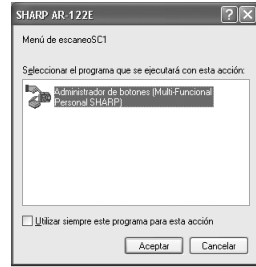 SHARP AR-122E
Menú de escaneoSC1
Seleccionar el programa que se ejecutará con esta acción:
Administrador de botones (Multi-Funcional
Personal SHARP)
Utilizar siempre este programa para esta acción
Aceptar
Cancelar